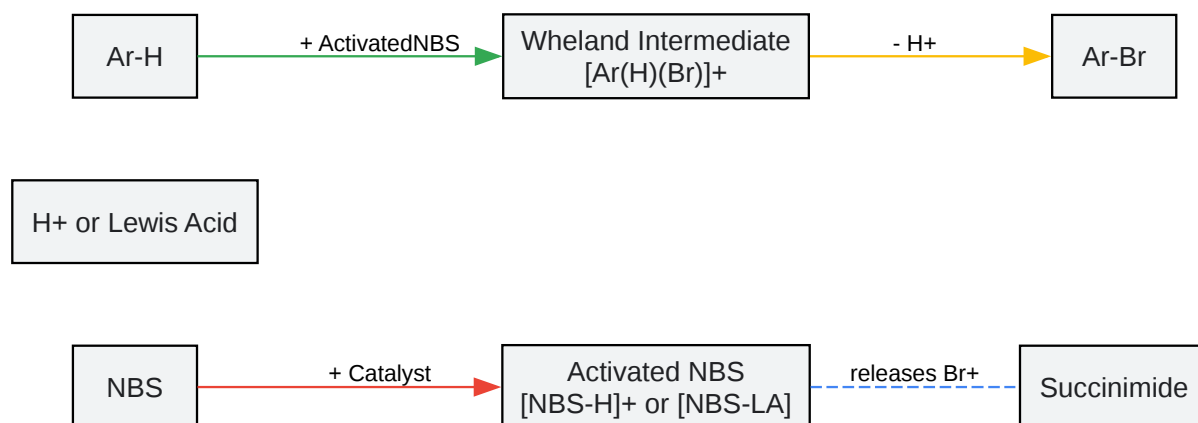 Ar-H
+ ActivatedNBS
Wheland Intermediate
[Ar(H)(Br)]+
- H+
Ar-Br
H+ or Lewis Acid
NBS
+ Catalyst
Activated NBS
[NBS-H]+ or [NBS-LA]
releases Br+
Succinimide